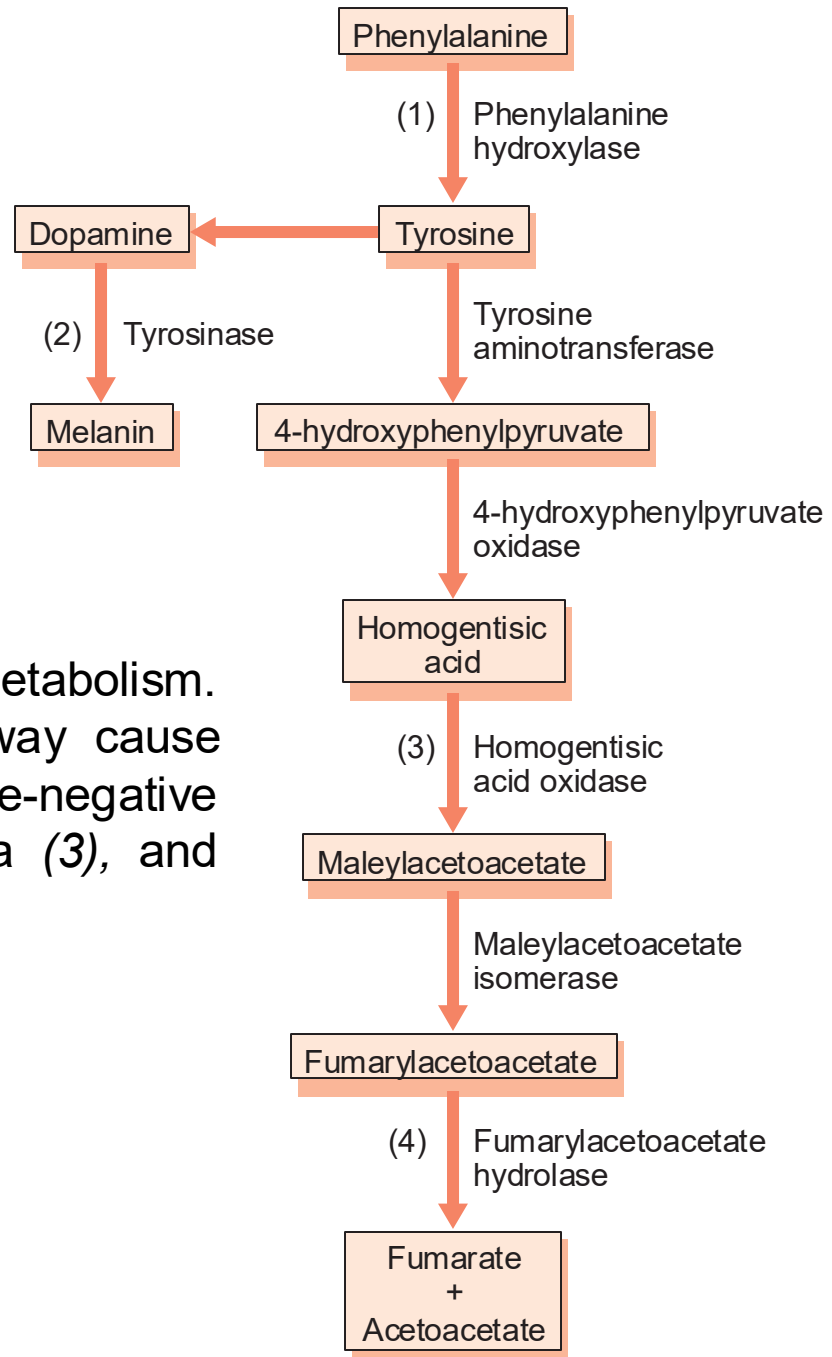 Phenylalanine
(1) Phenylalanine
hydroxylase
Dopamine
Tyrosine
(2) Tyrosinase
Tyrosine
aminotransferase
Melanin
4-hydroxyphenylpyruvate
4-hydroxyphenylpyruvate
oxidase
Homogentisic
acid
etabolism.
way cause
e-negative
a (3), and
(3) Homogentisic
acid oxidase
Maleylacetoacetate
Maleylacetoacetate
isomerase
Fumarylacetoacetate
(4) Fumarylacetoacetate
hydrolase
Fumarate
+
Acetoacetate